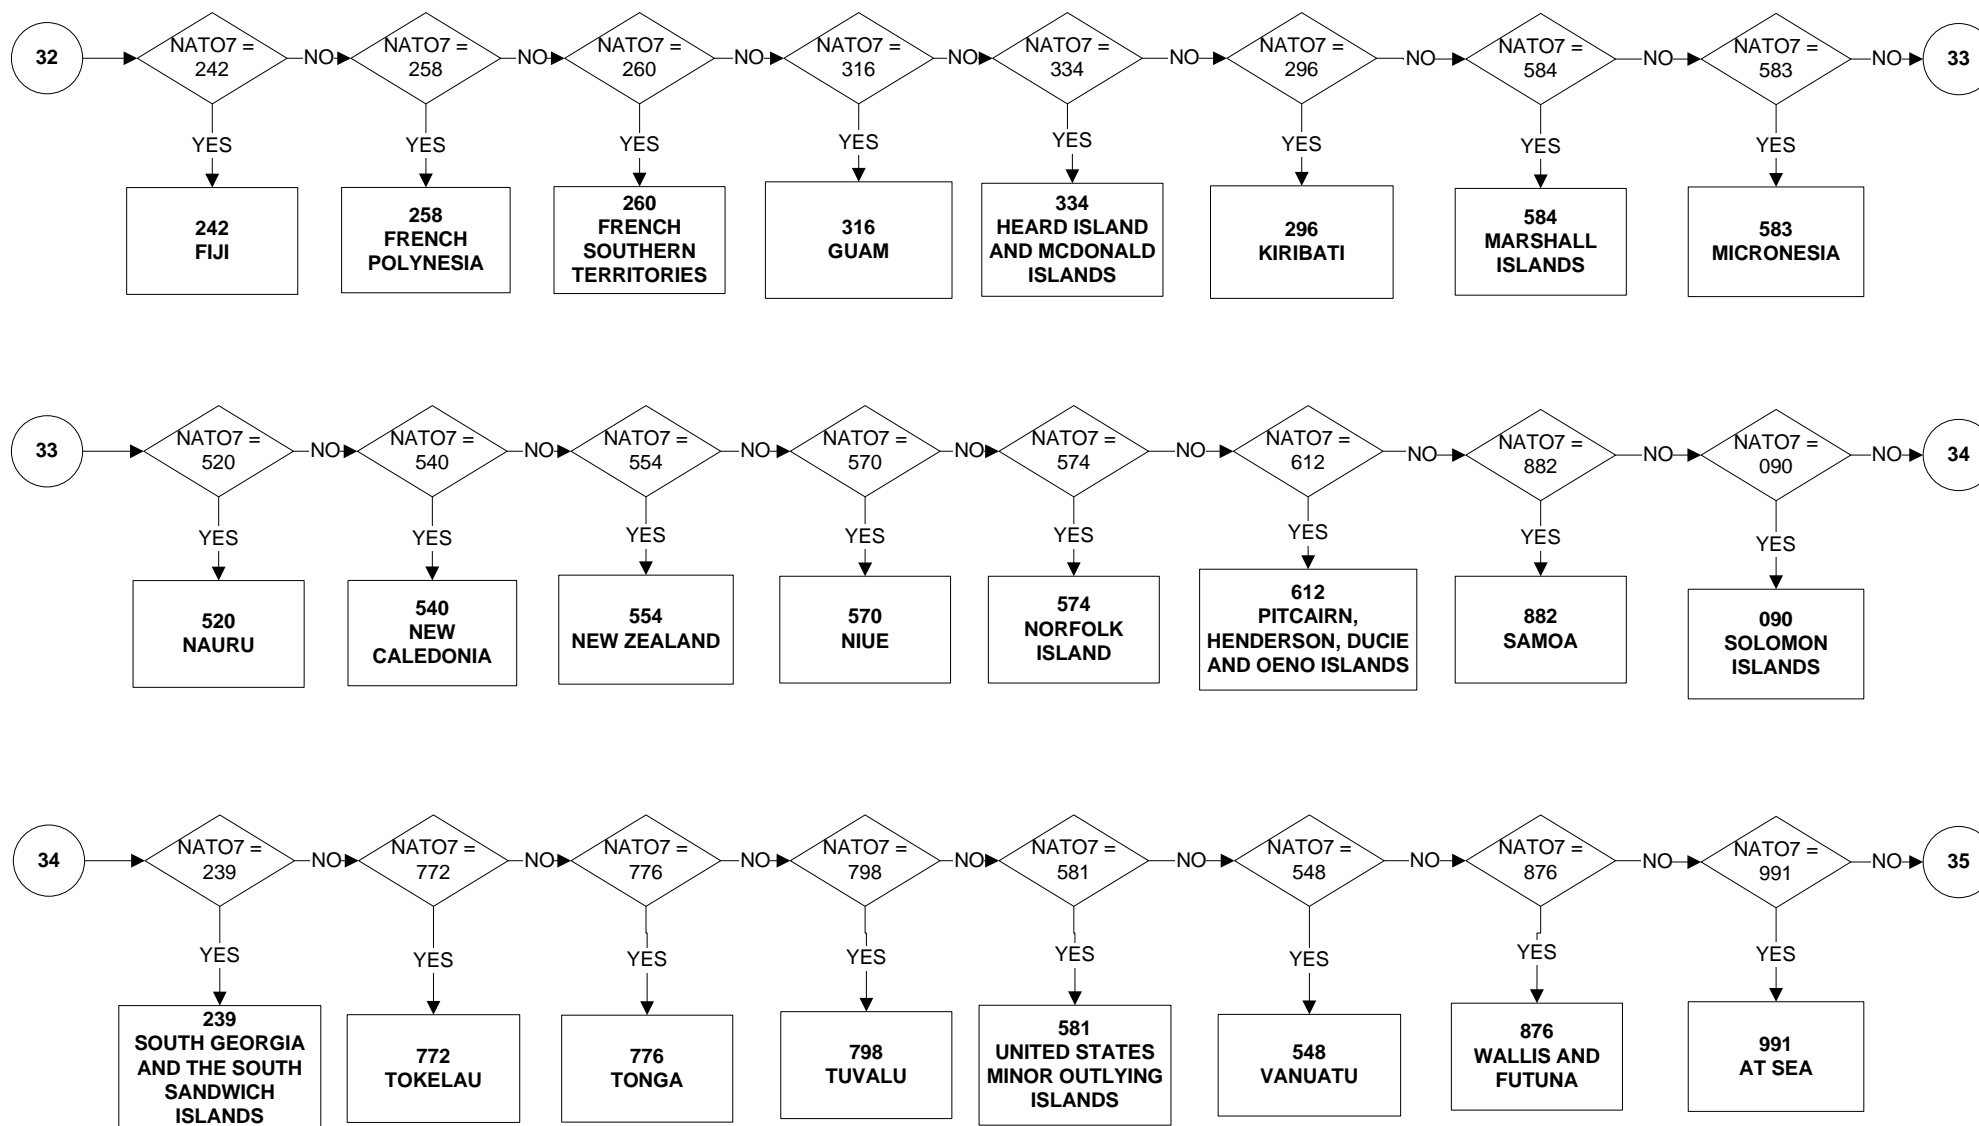 32
NATO7 =
242
NO
NATO7 =
258
NO
NATO7 =
260
NO
NATO7 =
316
NO
NATO7 =
334
NO
NATO7 =
296
NO
NATO7 =
584
NO
NATO7 =
583
NO
33
YES
YES
YES
YES
YES
YES
YES
YES
242
FIJI
258
FRENCH
POLYNESIA
260
FRENCH
SOUTHERN
TERRITORIES
316
GUAM
334
HEARD ISLAND
AND MCDONALD
ISLANDS
296
KIRIBATI
584
MARSHALL
ISLANDS
583
MICRONESIA
33
NATO7 =
520
NO
NATO7 =
540
NO
NATO7 =
554
NO
NATO7 =
570
NO
NATO7 =
574
NO
NATO7 =
612
NO
NATO7 =
882
NO
NATO7 =
090
NO
34
YES
YES
YES
YES
YES
YES
YES
YES
520
NAURU
540
NEW
CALEDONIA
554
NEW ZEALAND
570
NIUE
574
NORFOLK
ISLAND
612
PITCAIRN,
HENDERSON, DUCIE
AND OENO ISLANDS
882
SAMOA
090
SOLOMON
ISLANDS
34
NATO7 =
239
NO
NATO7 =
772
NO
NATO7 =
776
NO
NATO7 =
798
NO
NATO7 =
581
NO
NATO7 =
548
NO
NATO7 =
876
NO
NATO7 =
991
NO
35
YES
YES
YES
YES
YES
YES
YES
YES
239
SOUTH GEORGIA
AND THE SOUTH
SANDWICH
ISLANDS
772
TOKELAU
776
TONGA
798
TUVALU
581
UNITED STATES
MINOR OUTLYING
ISLANDS
548
VANUATU
876
WALLIS AND
FUTUNA
991
AT SEA